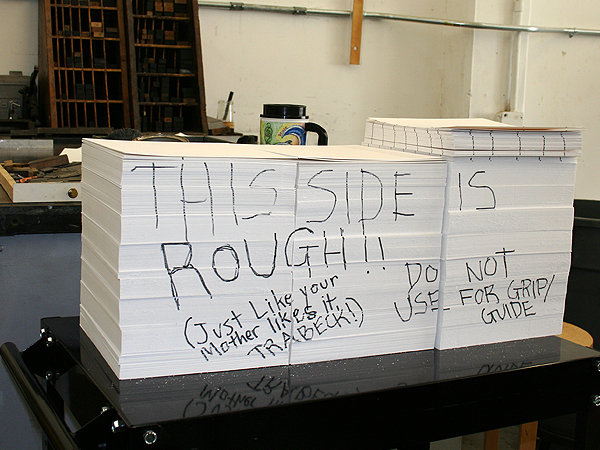 THIS SIDE IS
ROUGH!!
(Just Like your
Mother likes it
TRABECK!)
DO NOT
USE FOR GRIP/
GUIDE